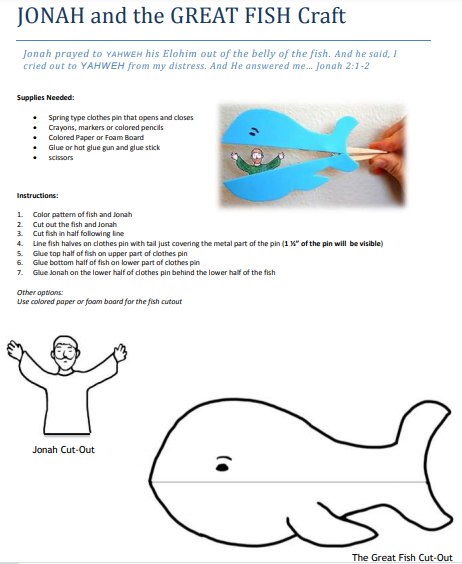 JONAH and the GREAT FISH Craft
Jonah prayed to YAHWEH his Elohim out of the belly of the fish. And he said, I
cried out to YAHWEH from my distress. And He answered me... Jonah 2:1-2
Supplies Needed:
• Spring type clothes pin that opens and closes
• Crayons, markers or colored pencils
• Colored Paper or Foam Board
• Glue or hot glue gun and glue stick
• scissors
Instructions:
1. Color pattern of fish and Jonah
2. Cut out the fish and Jonah
3. Cut fish in half following line
4. Line fish halves on clothes pin with tail just covering the metal part of the pin (1 ½" of the pin will be visible)
5. Glue top half of fish on upper part of clothes pin
6. Glue bottom half of fish on lower part of clothes pin
7. Glue Jonah on the lower half of clothes pin behind the lower half of the fish
Other options:
Use colored paper or foam board for the fish cutout
Jonah Cut-Out
The Great Fish Cut-Out